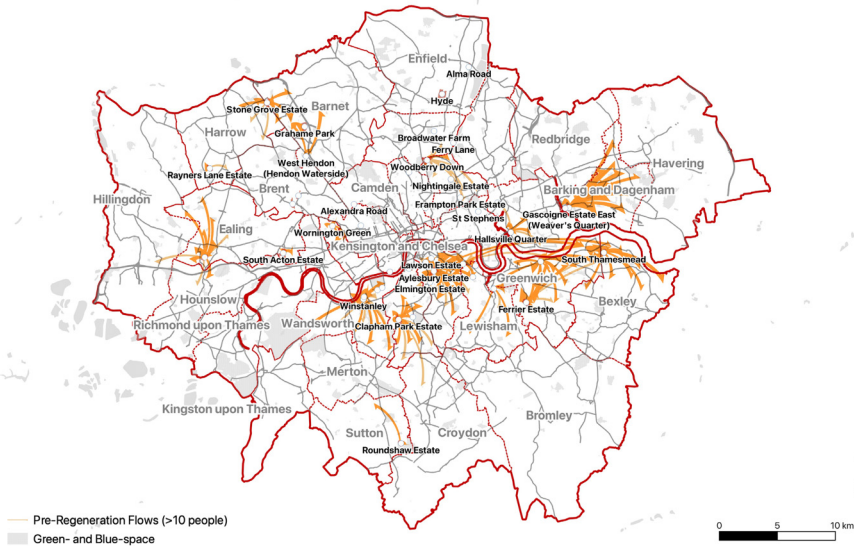 Enfield
Alma Road
Hyde
Stone Grove Estate
Barnet
Harrow
Grahame Park
Broadwater Farm
Ferry Lane
Redbridge
Havering
West Hendon
(Hendon Waterside)
Woodberry Down
Rayners Lane Estate
Brent
Camden
Nightingale Estate
Barking and Dagenham
Hillingdon
Frampton Park Estate
Alexandra Road
St Stephens
Gascoigne Estate East
(Weaver's Quarter)
Ealing
Wornington Green
Hallsville Quarter
Kensington and Chelsea
South Acton Estate
Lawson Estate
South Thamesmead
Aylesbury Estate
Greenwich
Elmington Estate
Hounslow
Bexley
Winstanley
Ferrier Estate
Richmond upon Thames
Wandsworth
Clapham Park Estate
Lewisham
Merton
Kingston upon Thames
Bromley
Sutton
Croydon
Roundshaw Estate
Pre-Regeneration Flows (>10 people)
Green- and Blue-space
0 5 10 km